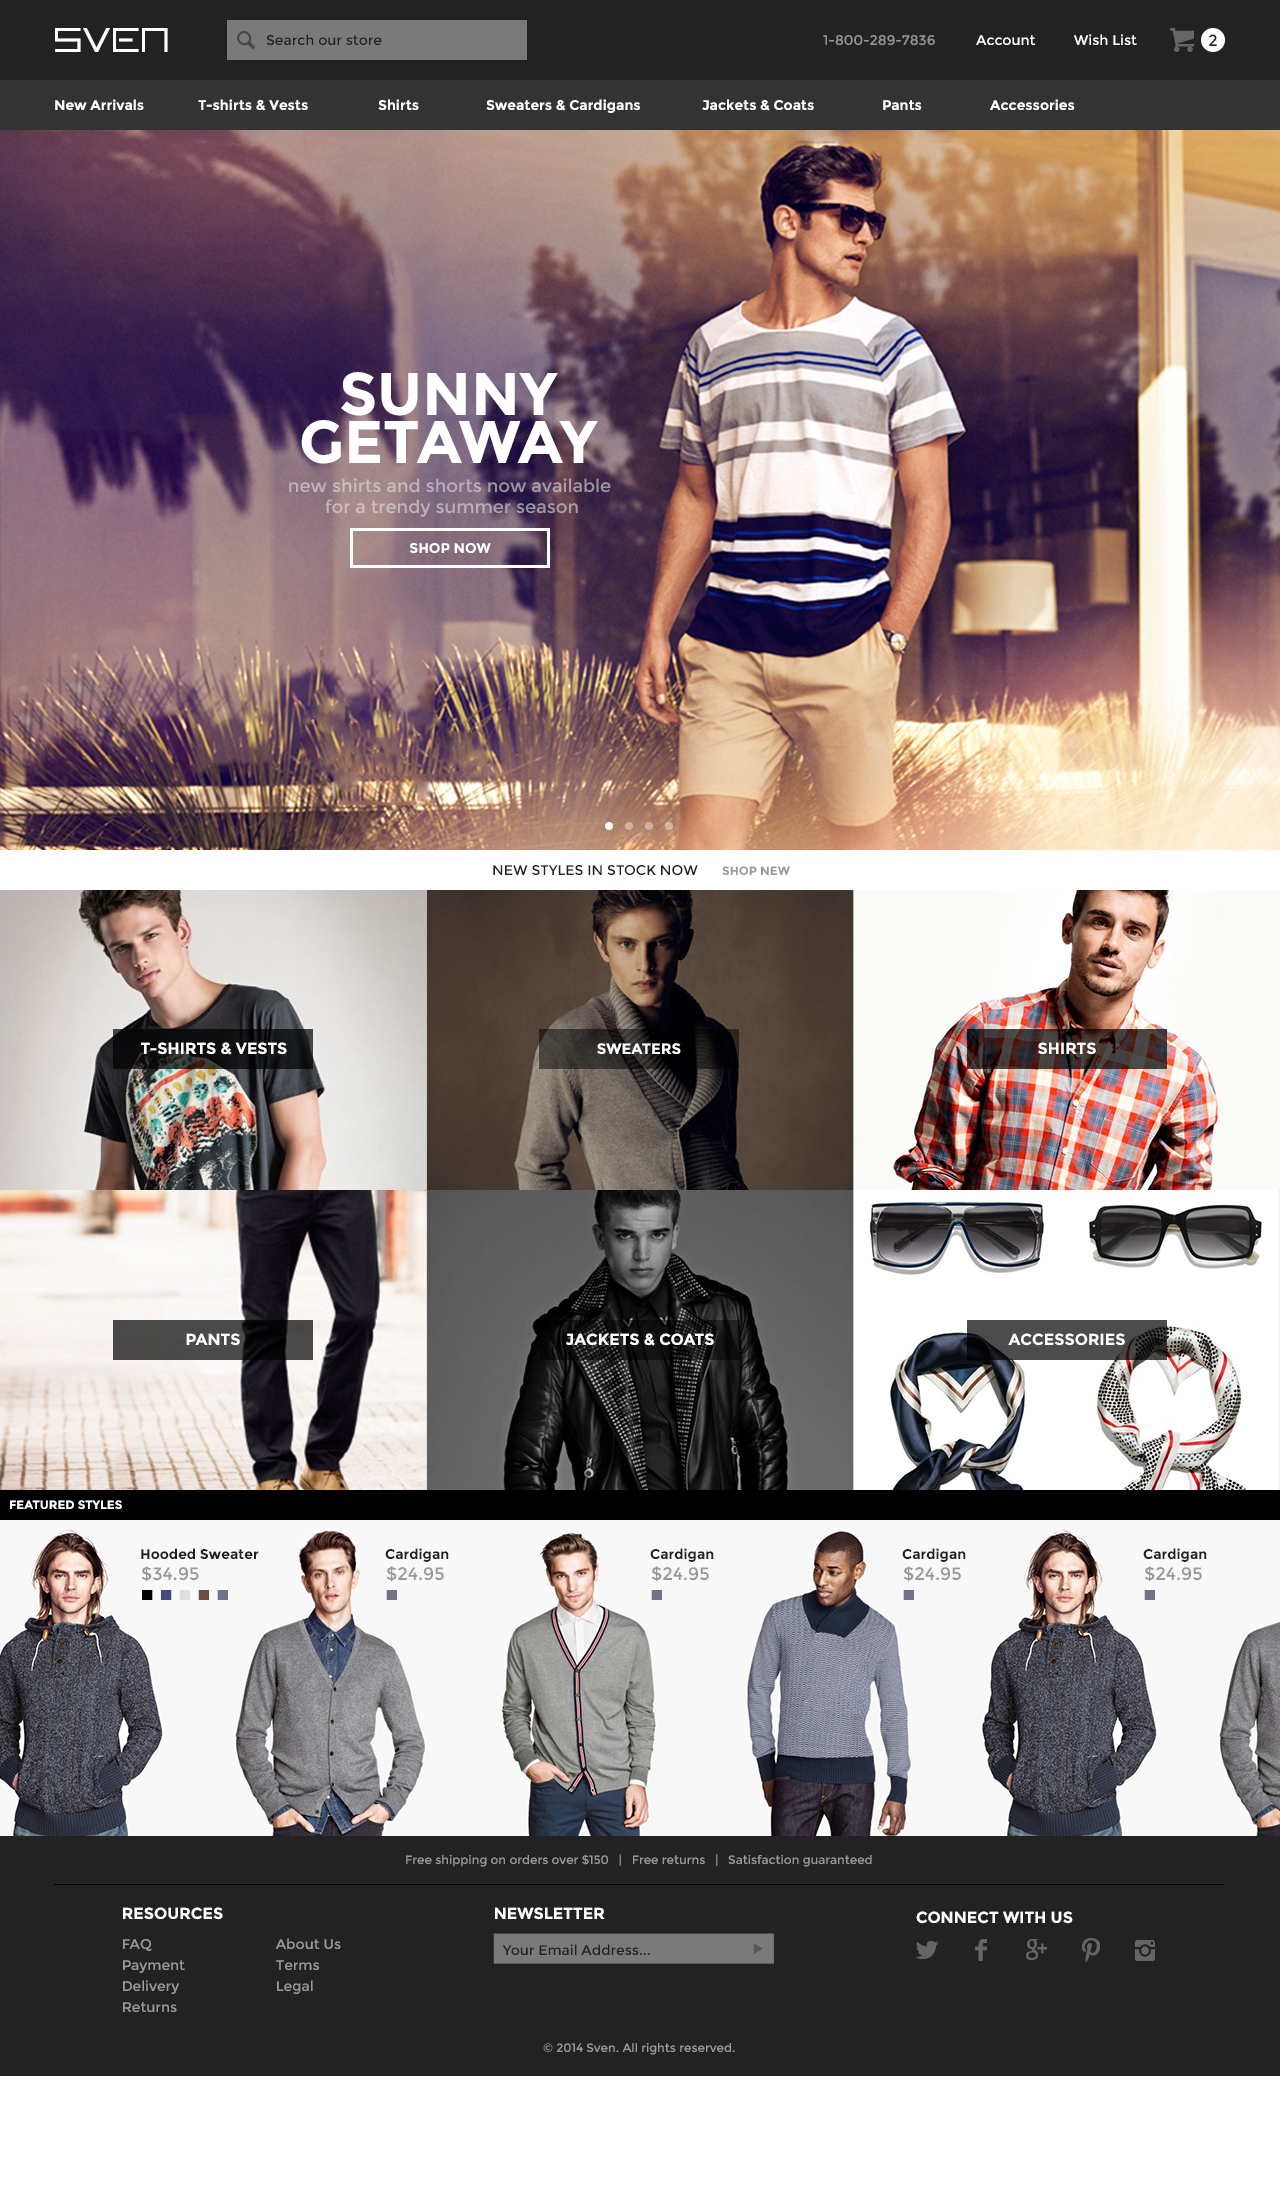 SVEN
Search our store
1-800-289-7836
Account
Wish List
2
New Arrivals
T-shirts & Vests
Shirts
Sweaters & Cardigans
Jackets & Coats
Pants
Accessories
SUNNY
GETAWAY
new shirts and shorts now available
for a trendy summer season
SHOP NOW
NEW STYLES IN STOCK NOW
SHOP NEW
T-SHIRTS & VESTS
SWEATERS
SHIRTS
PANTS
JACKETS & COATS
ACCESSORIES
FEATURED STYLES
Hooded Sweater
$34.95
Cardigan
$24.95
Cardigan
$24.95
Cardigan
$24.95
Cardigan
$24.95
Free shipping on orders over $150 | Free returns | Satisfaction guaranteed
RESOURCES
FAQ
Payment
Delivery
Returns
About Us
Terms
Legal
NEWSLETTER
Your Email Address...
CONNECT WITH US
© 2014 Sven. All rights reserved.